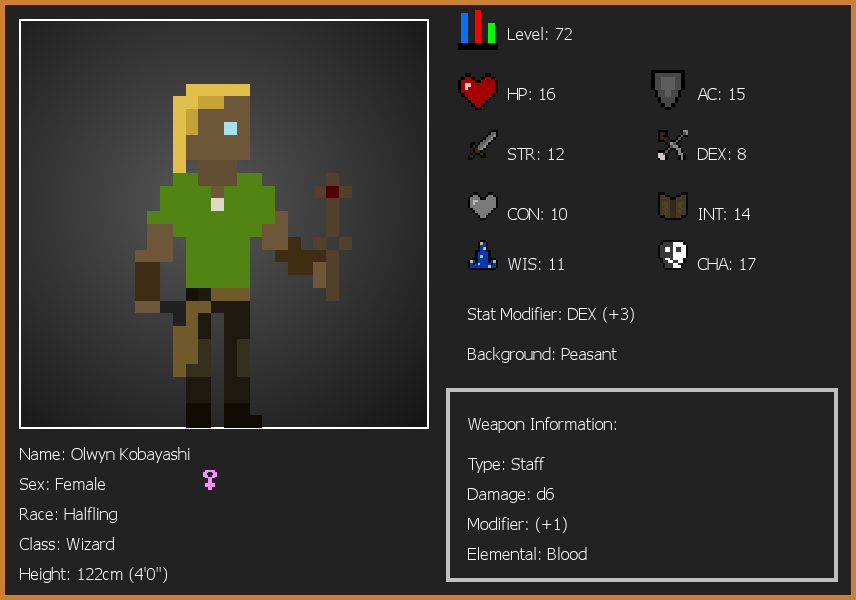 Level: 72
HP: 16
AC: 15
STR: 12
DEX: 8
CON: 10
INT: 14
WIS: 11
CHA: 17
Stat Modifier: DEX (+3)
Background: Peasant
Weapon Information:
Type: Staff
Damage: d6
Modifier: (+1)
Elemental: Blood
Name: Olwyn Kobayashi
Sex: Female
Race: Halfling
Class: Wizard
Height: 122cm (4'0")